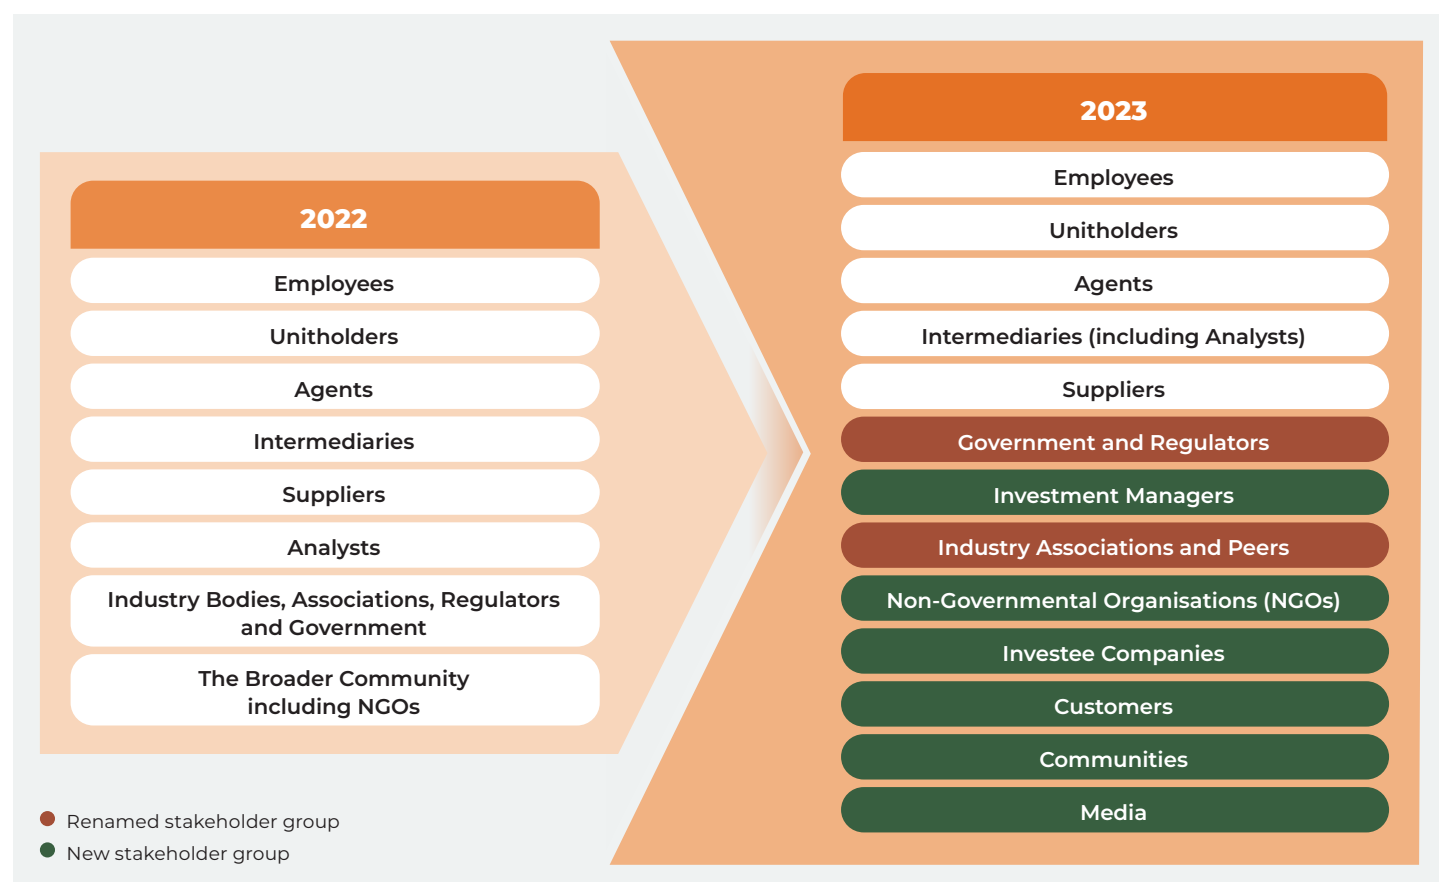 2022
Employees
Unitholders
Agents
Intermediaries
Suppliers
Analysts
Industry Bodies, Associations, Regulators
and Government
The Broader Community
including NGOs
2023
Employees
Unitholders
Agents
Intermediaries (including Analysts)
Suppliers
Government and Regulators
Investment Managers
Industry Associations and Peers
Non-Governmental Organisations (NGOs)
Investee Companies
Customers
Communities
Media
Renamed stakeholder group
New stakeholder group